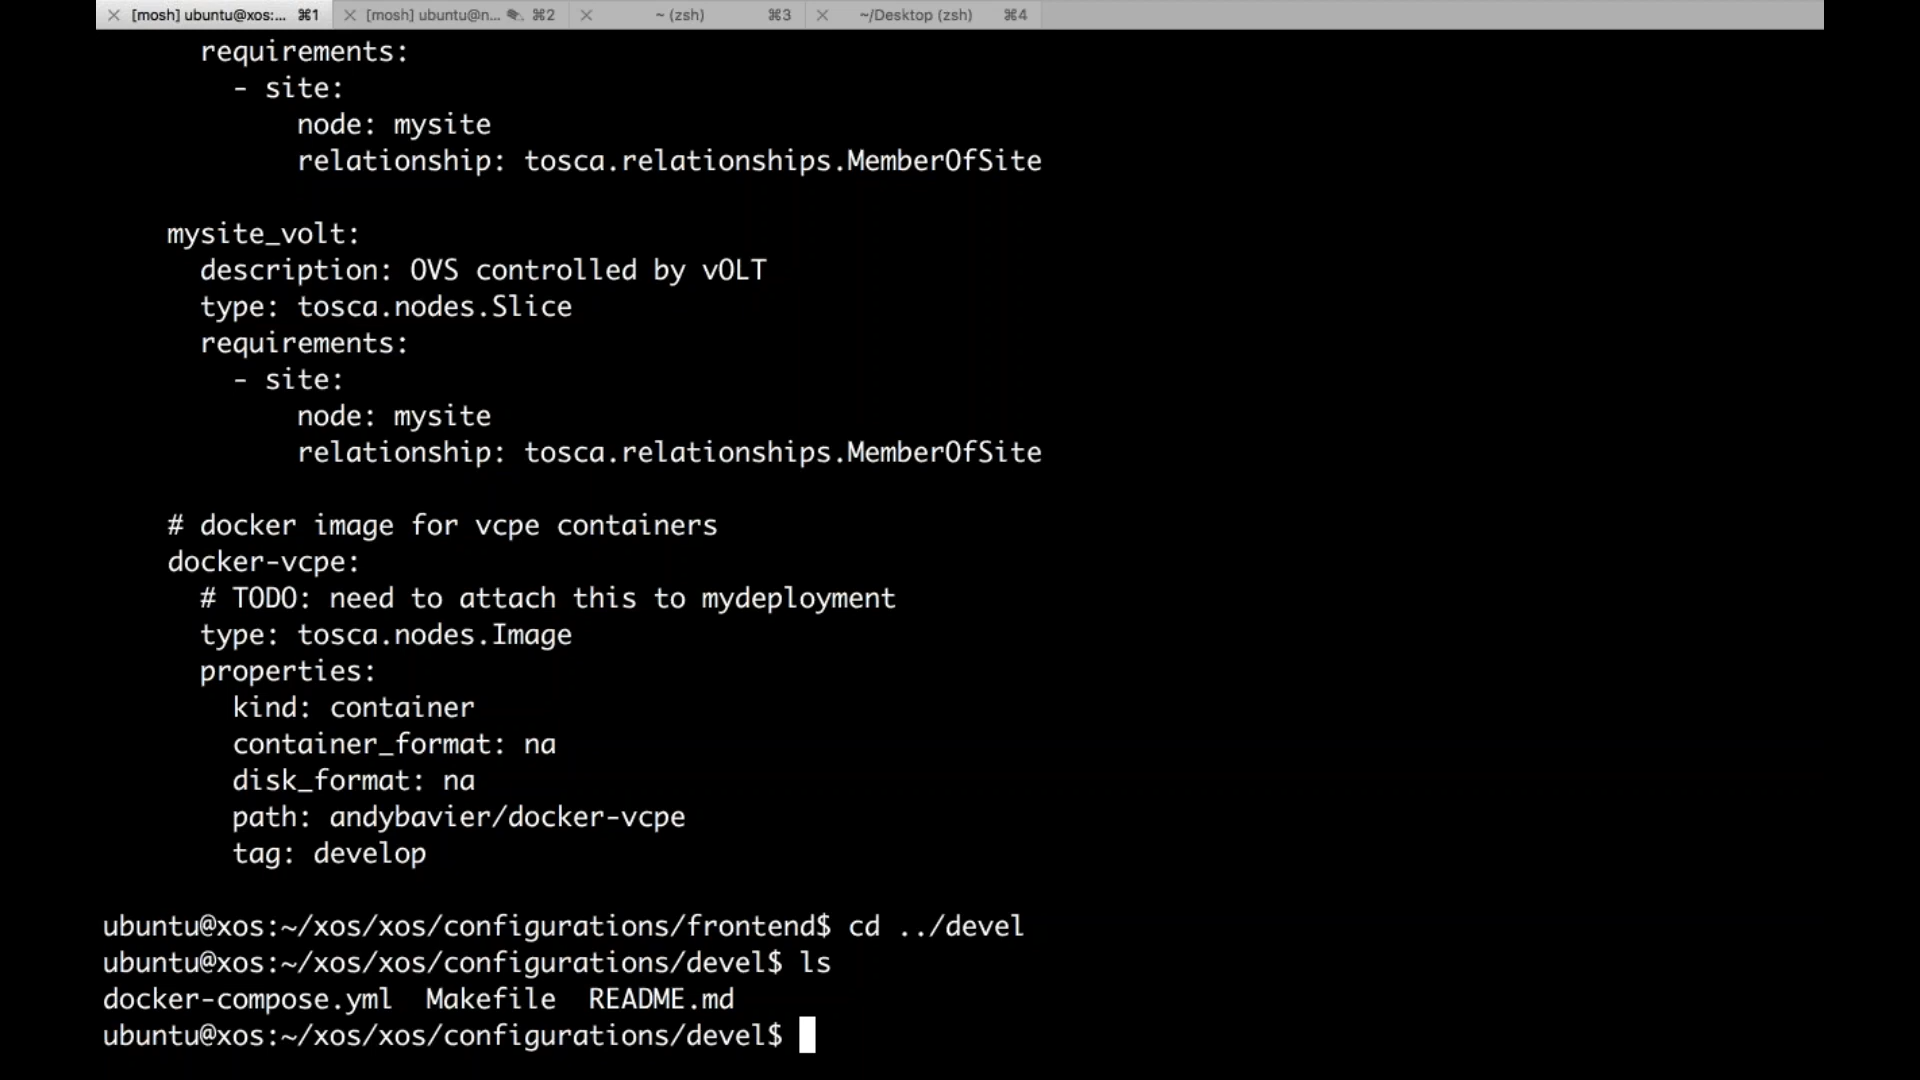 [mosh] ubuntu@xos:... ⌘1 [mosh] ubuntu@n... ⌘2 ~ (zsh) ⌘3 ~/Desktop (zsh) ⌘4
requirements:
- site:
node: mysite
relationship: tosca.relationships.MemberOfSite
mysite_volt:
description: OVS controlled by vOLT
type: tosca.nodes.Slice
requirements:
- site:
node: mysite
relationship: tosca.relationships.MemberOfSite
# docker image for vcpe containers
docker-vcpe:
# TODO: need to attach this to mydeployment
type: tosca.nodes.Image
properties:
kind: container
container_format: na
disk_format: na
path: andybavier/docker-vcpe
tag: develop
ubuntu@xos:~/xos/xos/configurations/frontend$ cd ../devel
ubuntu@xos:~/xos/xos/configurations/devel$ ls
docker-compose.yml Makefile README.md
ubuntu@xos:~/xos/xos/configurations/devel$